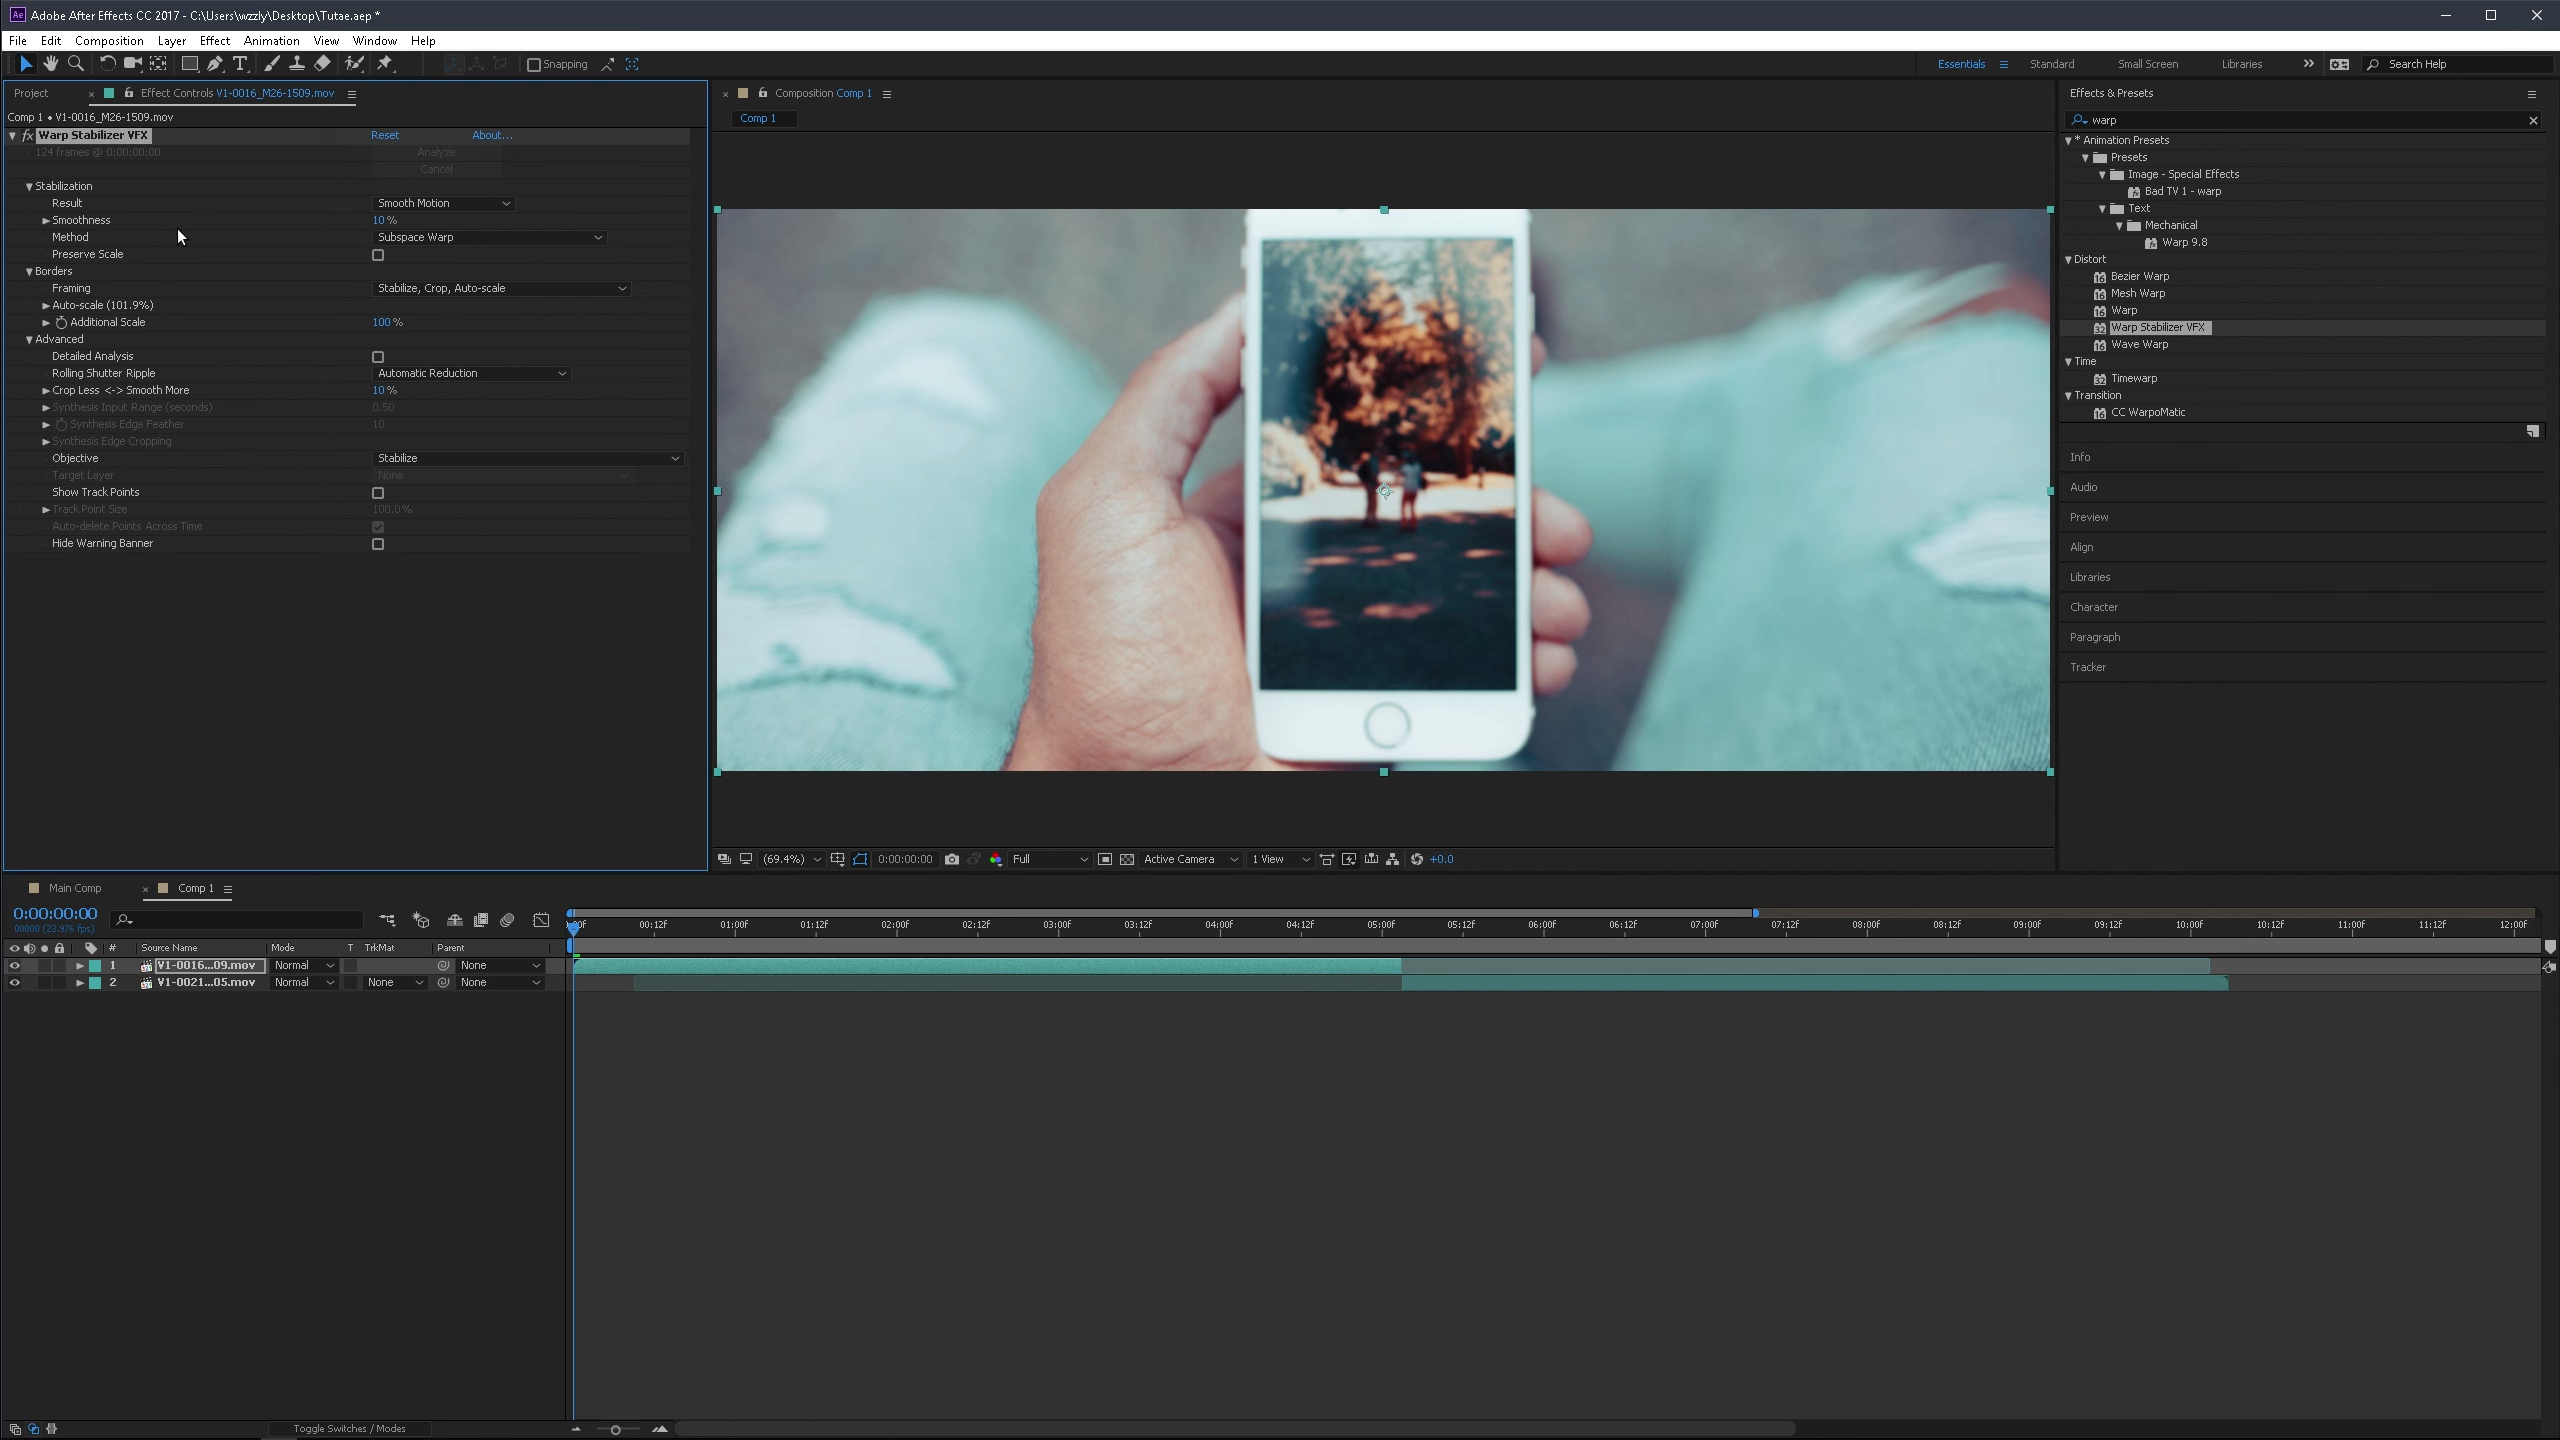 Ae Adobe After Effects CC 2017 - C:\Users\wzzly\Desktop\Tutae.aep *
File Edit Composition Layer Effect Animation View Window Help
Snapping
Essentials Standard Small Screen Libraries Search Help
Project Effect Controls V1-0016_M26-1509.mov
Comp 1 • V1-0016_M26-1509.mov
fx Warp Stabilizer VFX Reset About...
124 frames @ 0:00:00:00 Analyze
Cancel
Stabilization
Result Smooth Motion
Smoothness 10 %
Method Subspace Warp
Preserve Scale
Borders
Framing Stabilize, Crop, Auto-scale
Auto-scale (101.9%)
Additional Scale 100 %
Advanced
Detailed Analysis
Rolling Shutter Ripple Automatic Reduction
Crop Less <-> Smooth More 10 %
Synthesis Input Range (seconds) 0.50
Synthesis Edge Feather 10
Synthesis Edge Cropping
Objective Stabilize
Target Layer None
Show Track Points
Track Point Size 100.0%
Auto-delete Points Across Time
Hide Warning Banner
Composition Comp 1
Comp 1
(69.4%) 0:00:00:00 Full Active Camera 1 View +0.0
Effects & Presets
warp
* Animation Presets
Presets
Image - Special Effects
Bad TV 1 - warp
Text
Mechanical
Warp 9.8
Distort
Bezier Warp
Mesh Warp
Warp
Warp Stabilizer VFX
Wave Warp
Time
Timewarp
Transition
CC WarpoMatic
Info
Audio
Preview
Align
Libraries
Character
Paragraph
Tracker
Main Comp Comp 1
0:00:00:00
00000 (23.976 fps)
00:12f 01:00f 01:12f 02:00f 02:12f 03:00f 03:12f 04:00f 04:12f 05:00f 05:12f 06:00f 06:12f 07:00f 07:12f 08:00f 08:12f 09:00f 09:12f 10:00f 10:12f 11:00f 11:12f 12:00f
# Source Name Mode T TrkMat Parent
1 V1-0016...09.mov Normal None
2 V1-0021...05.mov Normal None None
Toggle Switches / Modes